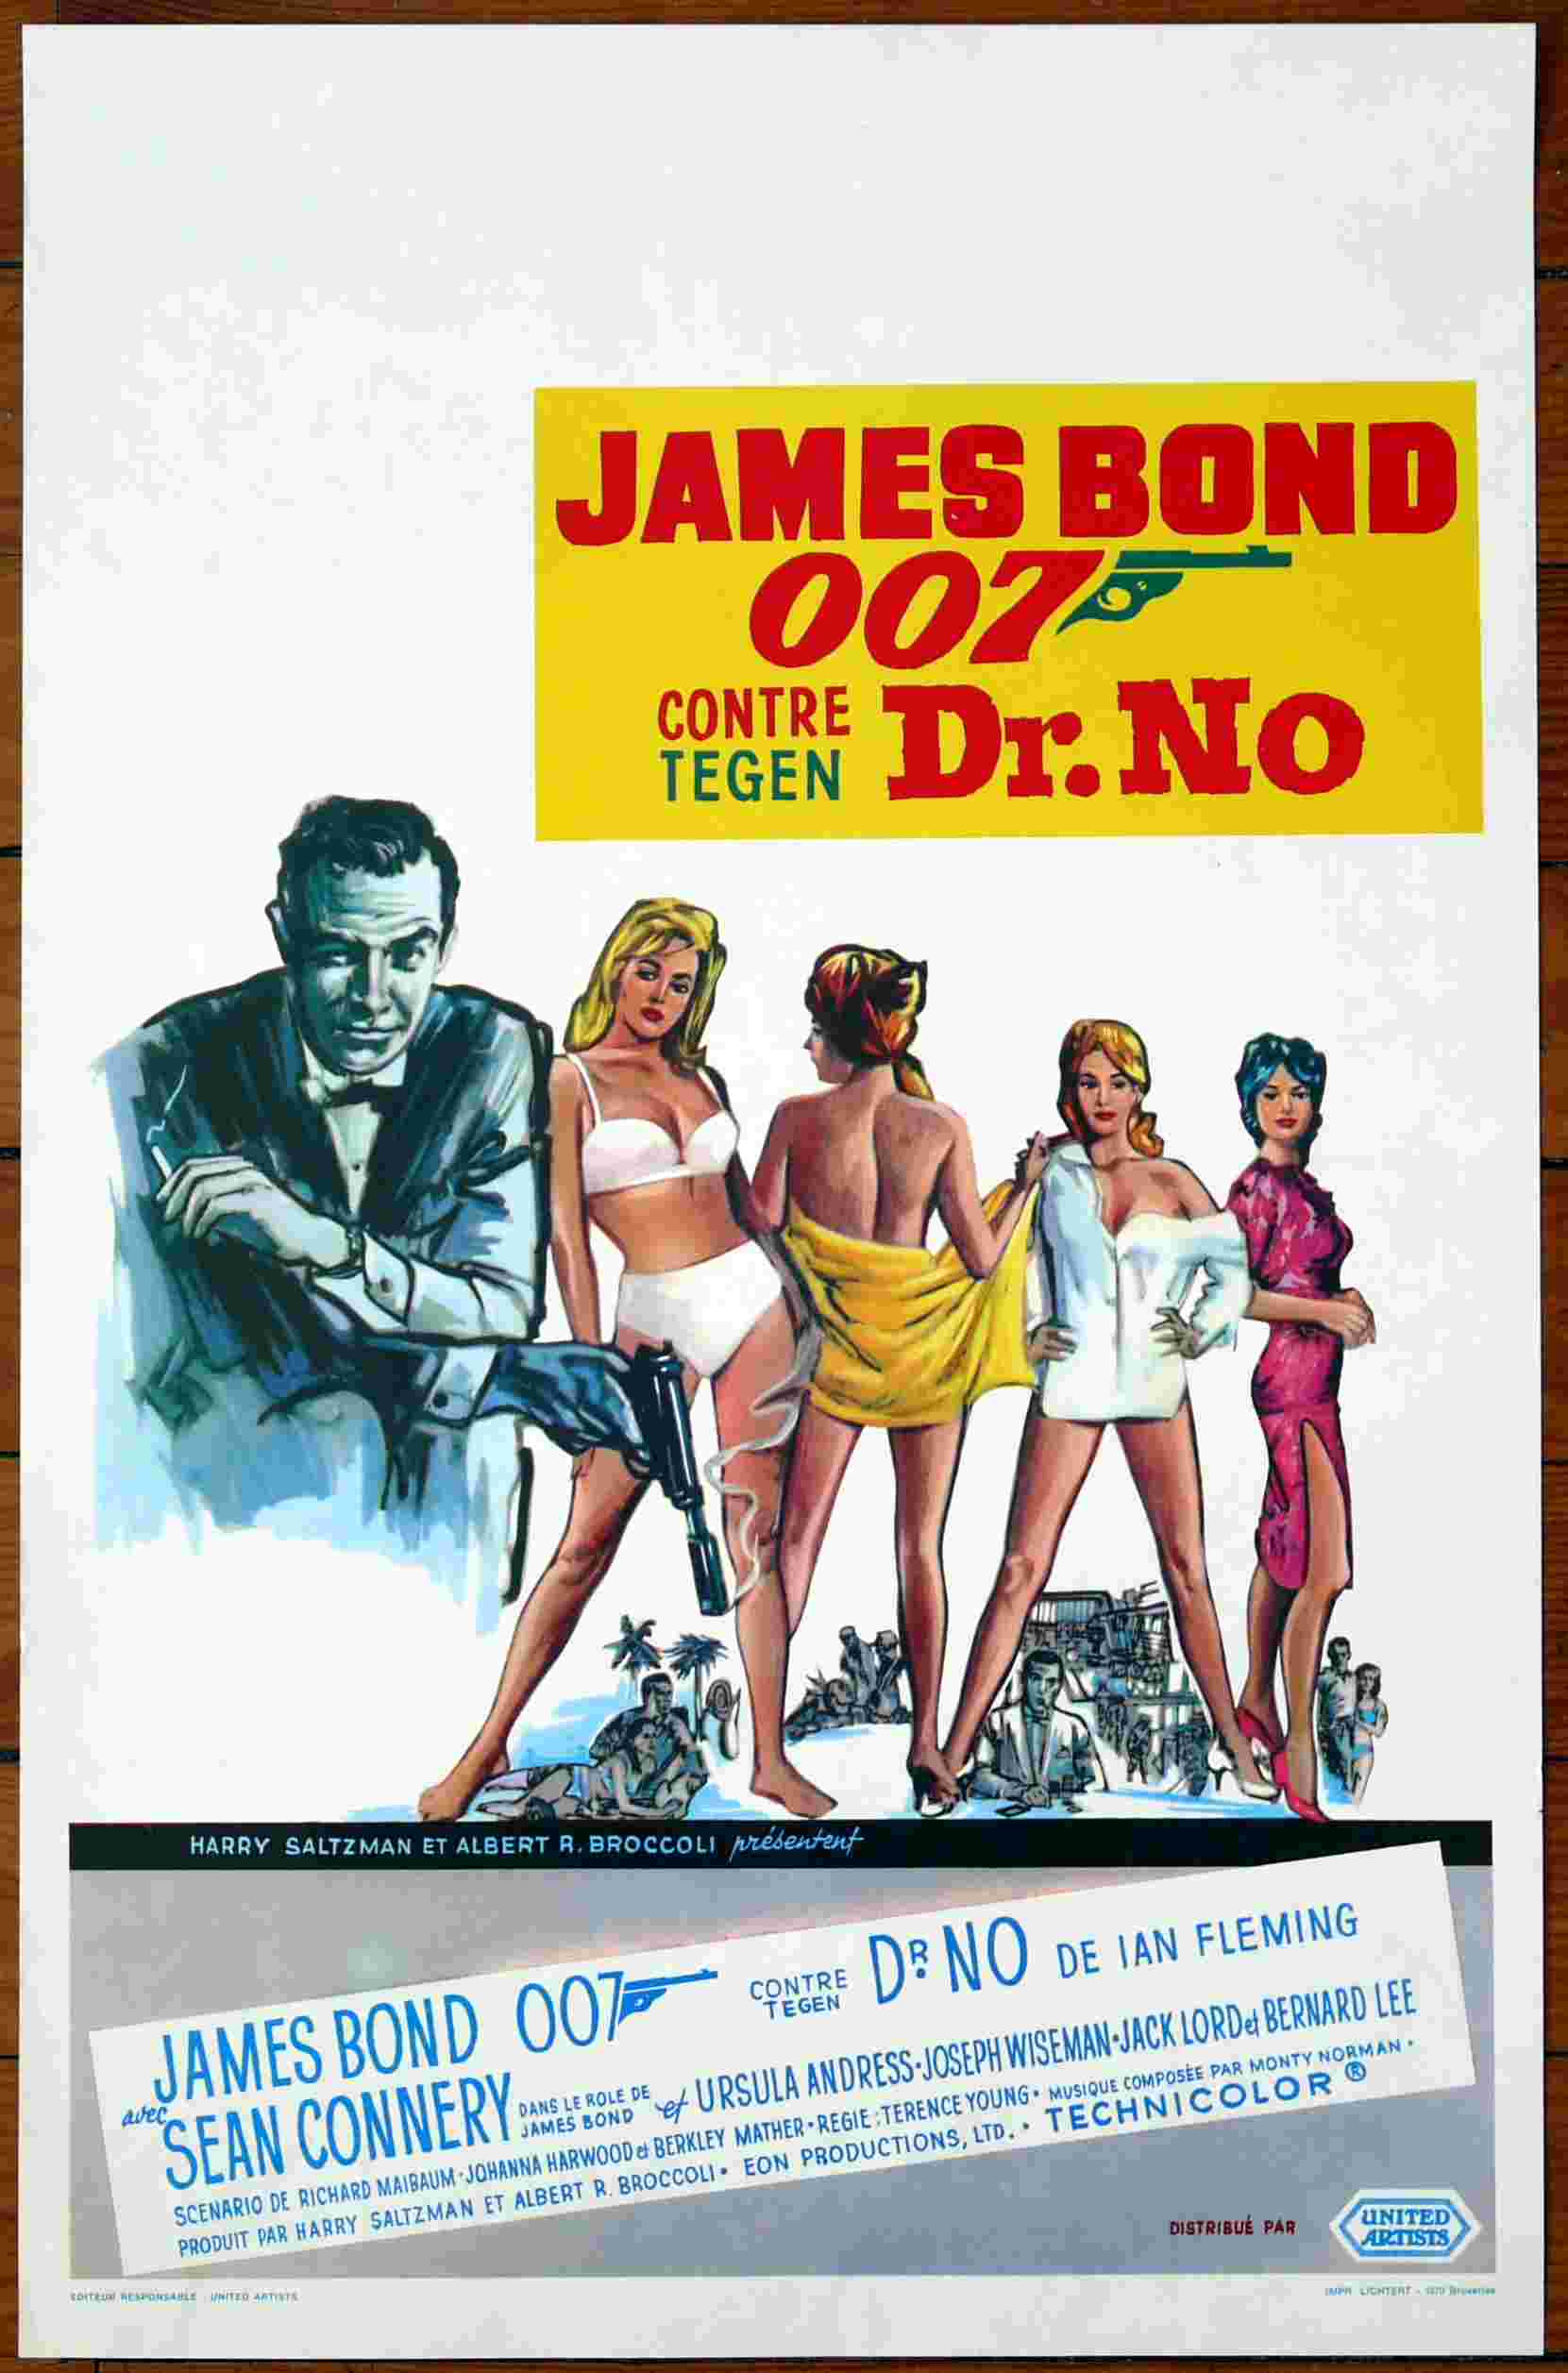 JAMES BOND
007
CONTRE
TEGEN
Dr. No
HARRY SALTZMAN ET ALBERT R. BROCCOLI présentent
JAMES BOND 007 CONTRE TEGEN DR. NO DE IAN FLEMING
avec SEAN CONNERY DANS LE ROLE DE JAMES BOND et URSULA ANDRESS · JOSEPH WISEMAN · JACK LORD et BERNARD LEE
SCENARIO DE RICHARD MAIBAUM · JOHANNA HARWOOD et BERKLEY MATHER · REGIE : TERENCE YOUNG · MUSIQUE COMPOSÉE PAR MONTY NORMAN ·
PRODUIT PAR HARRY SALTZMAN ET ALBERT R. BROCCOLI · EON PRODUCTIONS, LTD. · TECHNICOLOR ®
DISTRIBUÉ PAR
UNITED
ARTISTS
EDITEUR RESPONSABLE : UNITED ARTISTS
IMPR. LICHTERT - 1070 Bruxelles